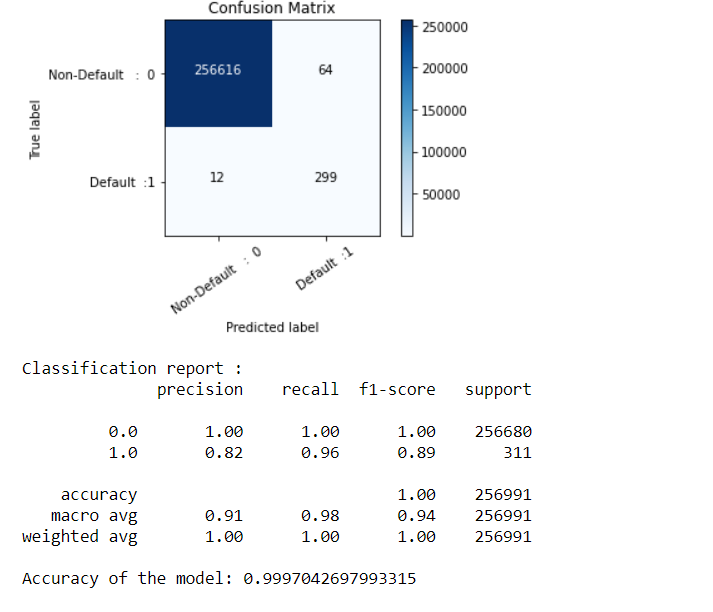 Confusion Matrix
250000
256616 64
Non-Default : 0
200000
150000
True label
100000
12 299
Default :1
50000
Non-Default : 0
Default :1
Predicted label
Classification report :
precision recall f1-score support
0.0 1.00 1.00 1.00 256680
1.0 0.82 0.96 0.89 311
accuracy 1.00 256991
macro avg 0.91 0.98 0.94 256991
weighted avg 1.00 1.00 1.00 256991
Accuracy of the model: 0.9997042697993315